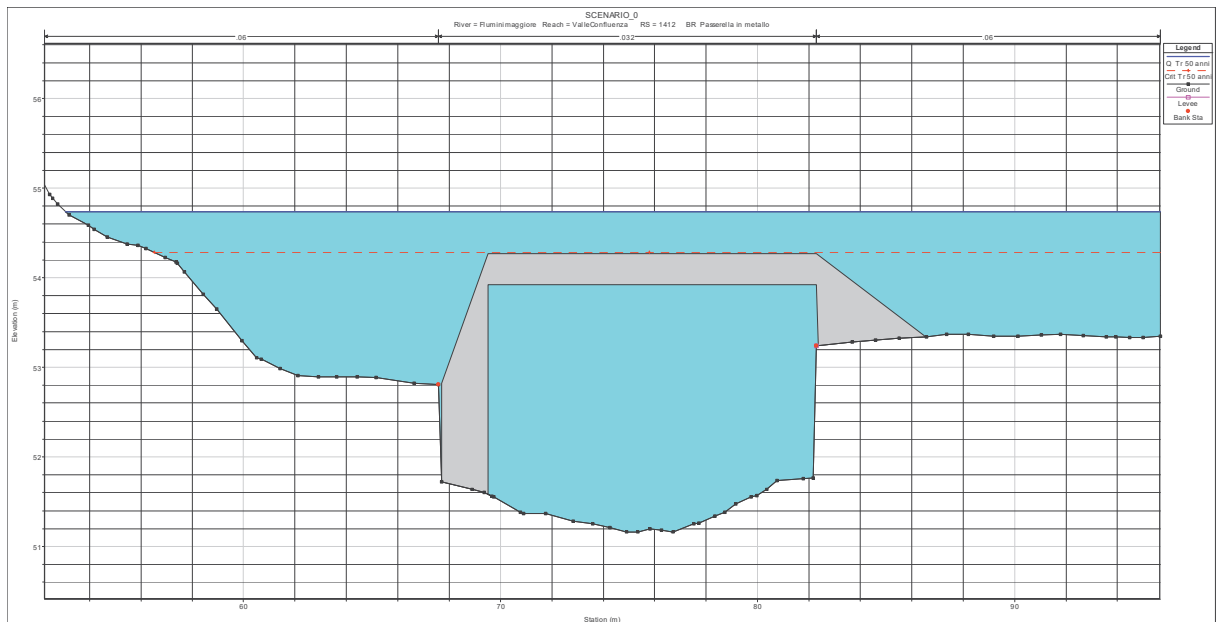 SCENARIO_0
River = Fluminimaggiore Reach = ValleConfluenza RS = 1412 BR Passerella in metallo
.06
.032
.06
Legend
Q Tr 50 anni
Crit Tr 50 anni
Ground
Levee
Bank Sta
56
55
54
53
52
51
Elevation (m)
60
70
80
90
Station (m)